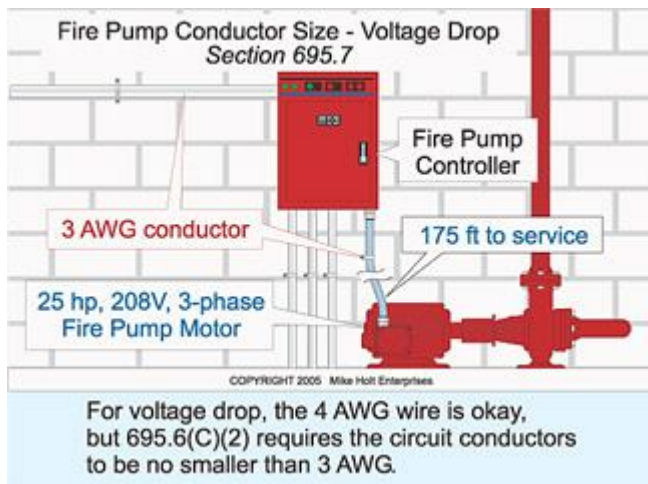 Fire Pump Conductor Size - Voltage Drop
Section 695.7
Fire Pump
Controller
3 AWG conductor
175 ft to service
25 hp, 208V, 3-phase
Fire Pump Motor
COPYRIGHT 2005 Mike Holt Enterprises
For voltage drop, the 4 AWG wire is okay,
but 695.6(C)(2) requires the circuit conductors
to be no smaller than 3 AWG.